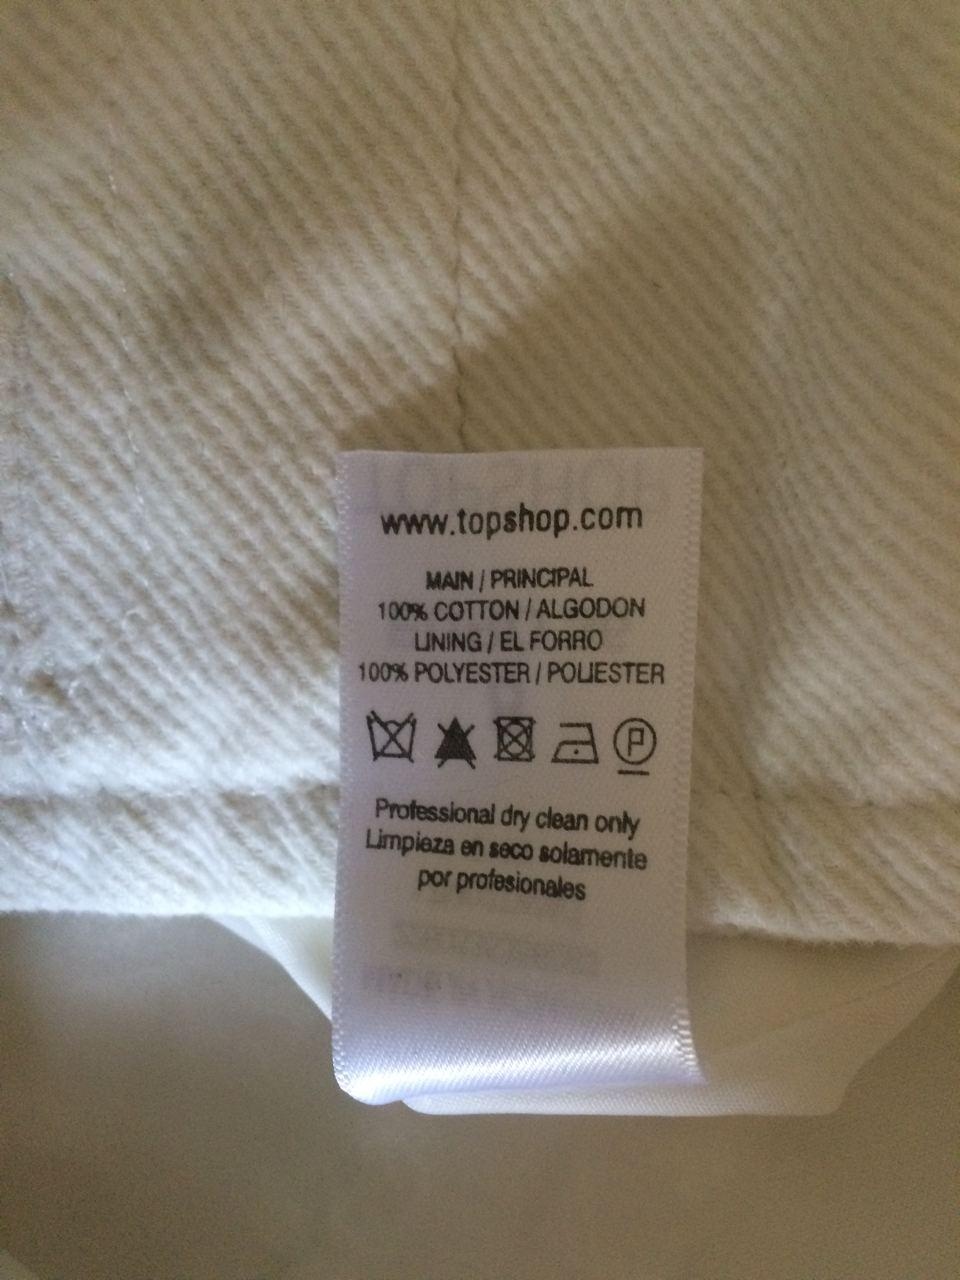 www.topshop.com
MAIN / PRINCIPAL
100% COTTON / ALGODON
LINING / EL FORRO
100% POLYESTER / POLIESTER
P
Professional dry clean only
Limpieza en seco solamente
por profesionales